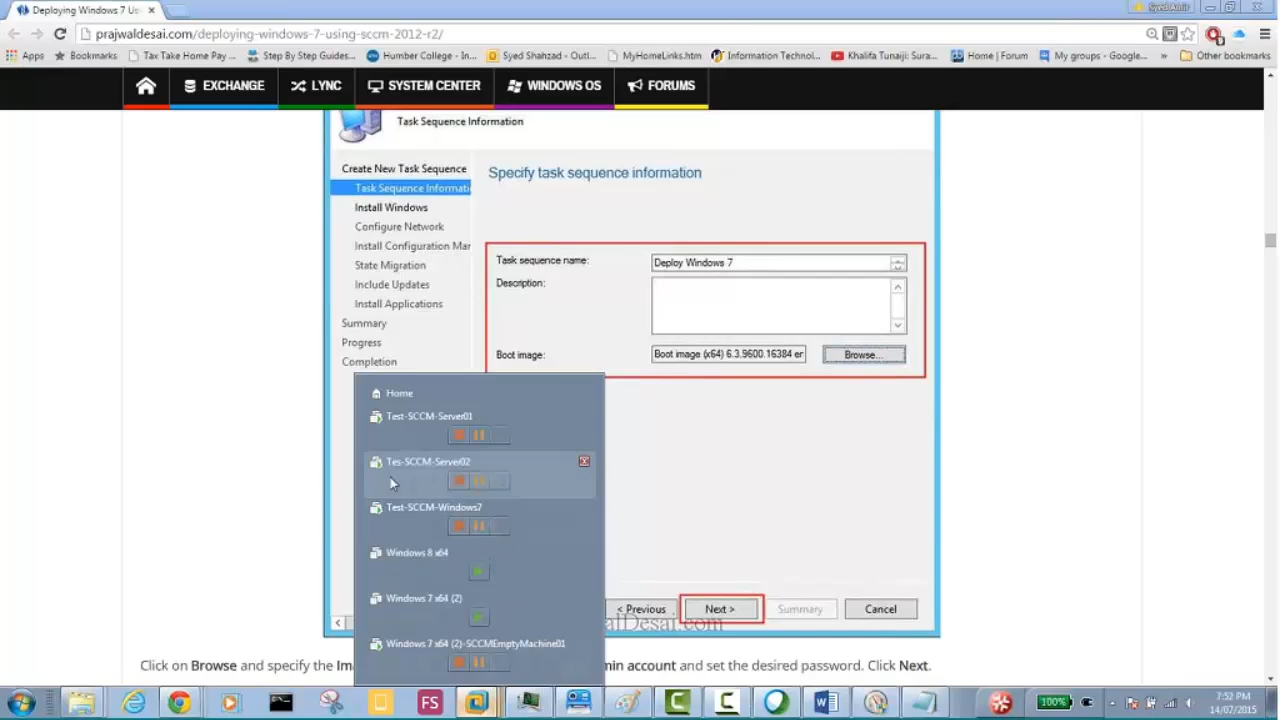 Deploying Windows 7 Us
Syed Amir
prajwaldesai.com/deploying-windows-7-using-sccm-2012-r2/
Apps
Bookmarks
Tax Take Home Pay ...
Step By Step Guides...
Humber College - In...
Syed Shahzad - Outl...
MyHomeLinks.htm
Information Technol...
Khalifa Tunaiji: Sura...
Home | Forum
My groups - Google...
»
Other bookmarks
EXCHANGE
LYNC
SYSTEM CENTER
WINDOWS OS
FORUMS
Task Sequence Information
Create New Task Sequence
Task Sequence Informati
Install Windows
Configure Network
Install Configuration Mar
State Migration
Include Updates
Install Applications
Summary
Progress
Completion
Specify task sequence information
Task sequence name:
Deploy Windows 7
Description:
Boot image:
Boot image (x64) 6.3.9600.16384 er
Browse...
Home
Test-SCCM-Server01
Tes-SCCM-Server02
Test-SCCM-Windows7
Windows 8 x64
Windows 7 x64 (2)
Windows 7 x64 (2)-SCCMEmptyMachine01
< Previous
Next >
Summary
Cancel
alDesai.com
Click on Browse and specify the Im
min account and set the desired password. Click Next.
FS
100%
7:52 PM
14/07/2015